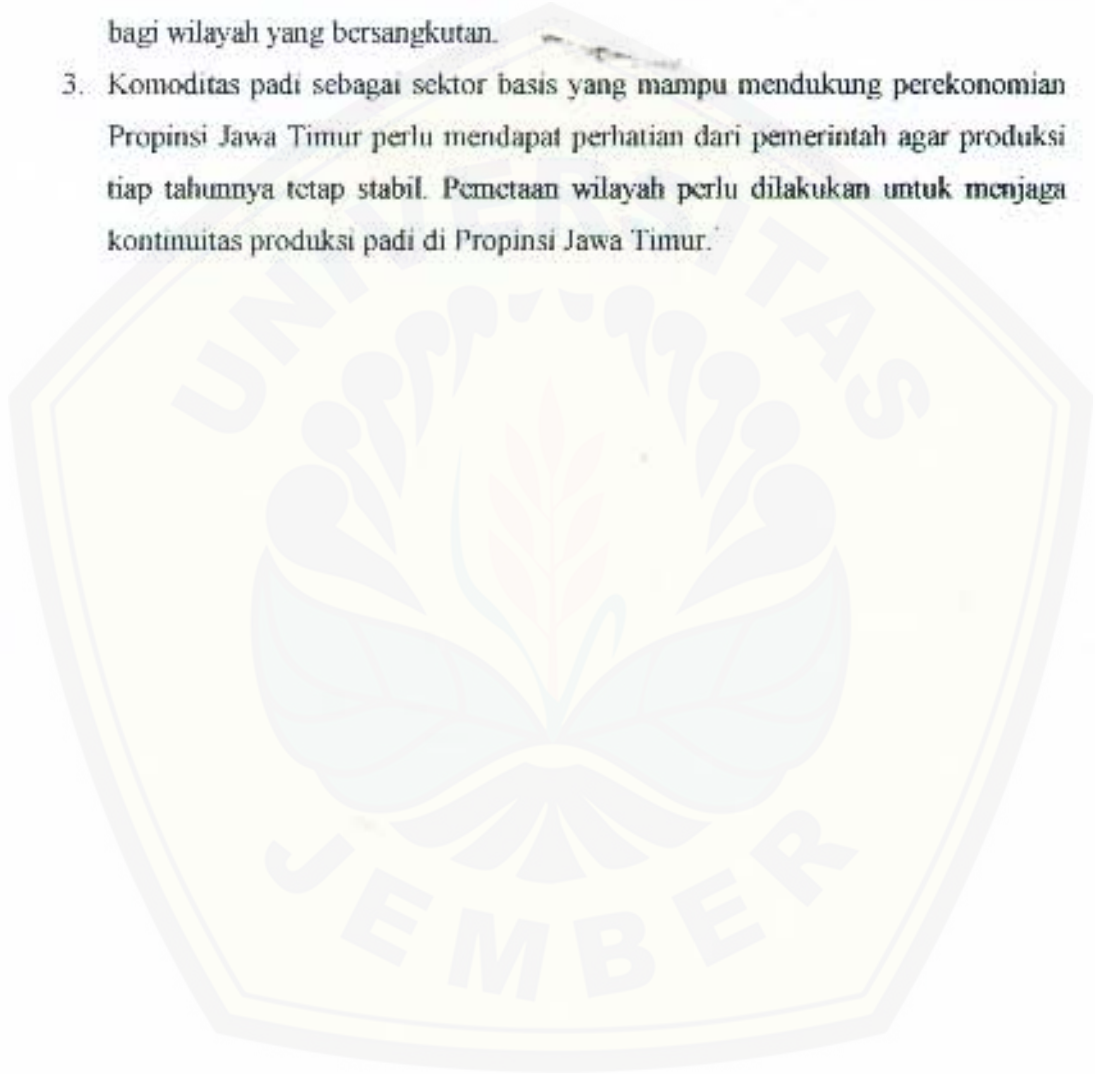 bagi wilayah yang bersangkutan.
3. Komoditas padi sebagai sektor basis yang mampu mendukung perekonomian
Propinsi Jawa Timur perlu mendapat perhatian dari pemerintah agar produksi
tiap tahunnya tetap stabil. Pemetaan wilayah perlu dilakukan untuk menjaga
kontinuitas produksi padi di Propinsi Jawa Timur.
UNIVERSITAS
JEMBER